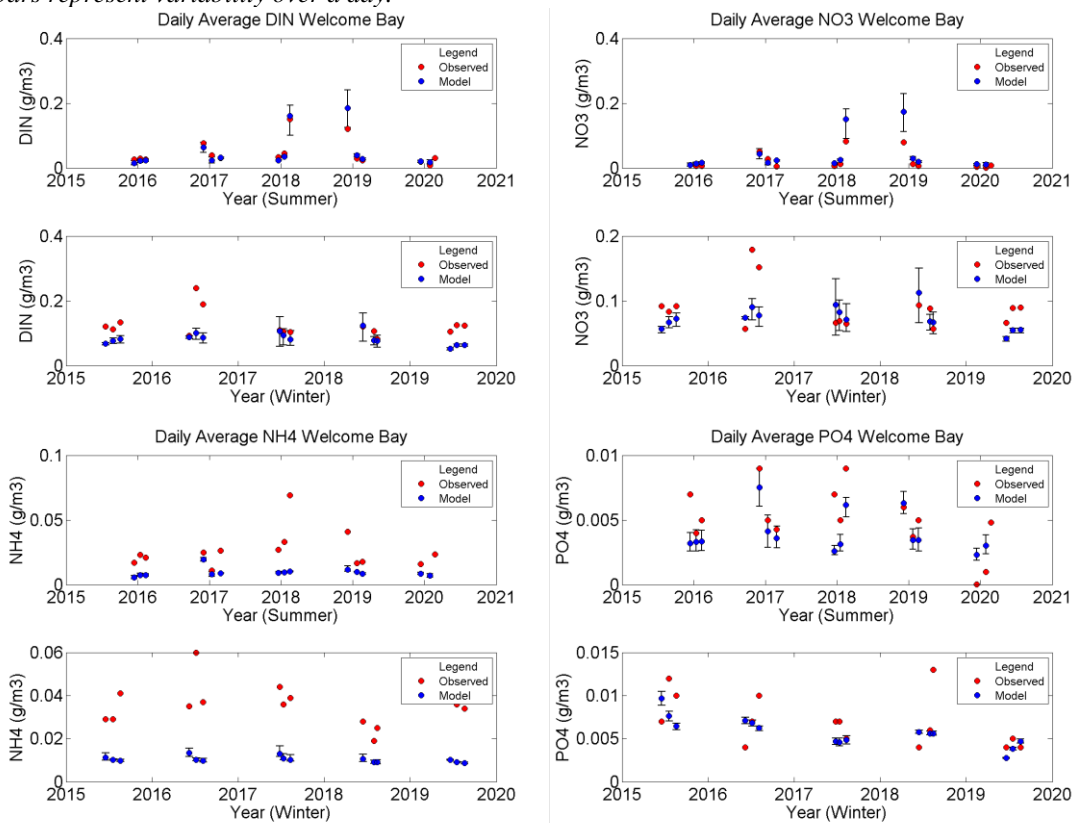 bars represent variability over a day.
Daily Average DIN Welcome Bay
0.4
0.2
0
DIN (g/m3)
Legend
Observed
Model
2015 2016 2017 2018 2019 2020 2021
Year (Summer)
0.4
0.2
0
DIN (g/m3)
Legend
Observed
Model
2015 2016 2017 2018 2019 2020
Year (Winter)
Daily Average NO3 Welcome Bay
0.4
0.2
0
NO3 (g/m3)
Legend
Observed
Model
2015 2016 2017 2018 2019 2020 2021
Year (Summer)
0.2
0.1
0
NO3 (g/m3)
Legend
Observed
Model
2015 2016 2017 2018 2019 2020
Year (Winter)
Daily Average NH4 Welcome Bay
0.1
0.05
0
NH4 (g/m3)
Legend
Observed
Model
2015 2016 2017 2018 2019 2020 2021
Year (Summer)
0.06
0.04
0.02
0
NH4 (g/m3)
Legend
Observed
Model
2015 2016 2017 2018 2019 2020
Year (Winter)
Daily Average PO4 Welcome Bay
0.01
0.005
0
PO4 (g/m3)
Legend
Observed
Model
2015 2016 2017 2018 2019 2020 2021
Year (Summer)
0.015
0.01
0.005
0
PO4 (g/m3)
Legend
Observed
Model
2015 2016 2017 2018 2019 2020
Year (Winter)